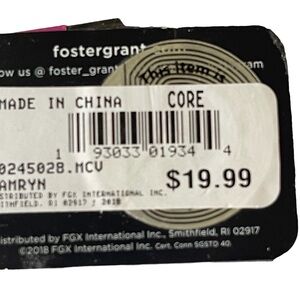 fostergrant.com
ow us @ foster_grant
This item is
MADE IN CHINA CORE
1 93033 01934 4
0245028.MCV
AMRYN
$19.99
STRIBUTED BY FGX INTERNATIONAL INC.
ITHFIELD, RI 02917 ; 2018
istributed by FGX International Inc., Smithfield, RI 02917
©2018 FGX International Inc. Cert. Conn SGSTD 40.